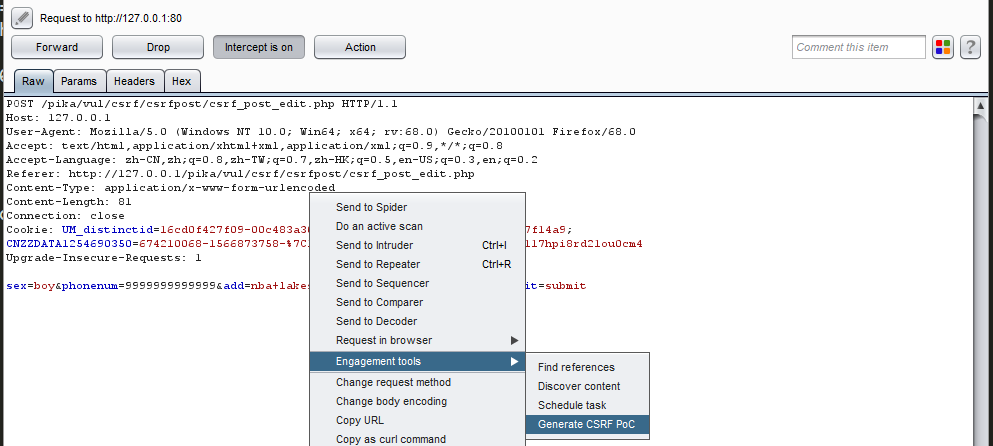 Request to http://127.0.0.1:80
Forward
Drop
Intercept is on
Action
Comment this item
?
Raw
Params
Headers
Hex
POST /pika/vul/csrf/csrfpost/csrf_post_edit.php HTTP/1.1
Host: 127.0.0.1
User-Agent: Mozilla/5.0 (Windows NT 10.0; Win64; x64; rv:68.0) Gecko/20100101 Firefox/68.0
Accept: text/html,application/xhtml+xml,application/xml;q=0.9,*/*;q=0.8
Accept-Language: zh-CN,zh;q=0.8,zh-TW;q=0.7,zh-HK;q=0.5,en-US;q=0.3,en;q=0.2
Referer: http://127.0.0.1/pika/vul/csrf/csrfpost/csrf_post_edit.php
Content-Type: application/x-www-form-urlencoded
Content-Length: 81
Connection: close
Cookie: UM_distinctid=16cd0f427f09-00c483a3 7f14a9;
CNZZDATA1254690350=674210068-1566873758-%7C 117hpi8rd2lou0cm4
Upgrade-Insecure-Requests: 1
sex=boy&phonenum=9999999999999&add=nba+lakes it=submit
Send to Spider
Do an active scan
Send to Intruder Ctrl+I
Send to Repeater Ctrl+R
Send to Sequencer
Send to Comparer
Send to Decoder
Request in browser
Engagement tools
Change request method
Change body encoding
Copy URL
Copy as curl command
Find references
Discover content
Schedule task
Generate CSRF PoC